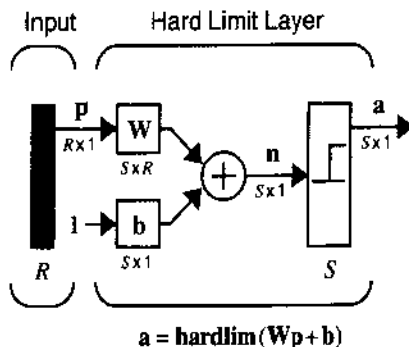 Input Hard Limit Layer
p a
W n
R x 1 S x R S x 1 S x 1
1 b
S x 1
R S
a = hardlim(Wp + b)